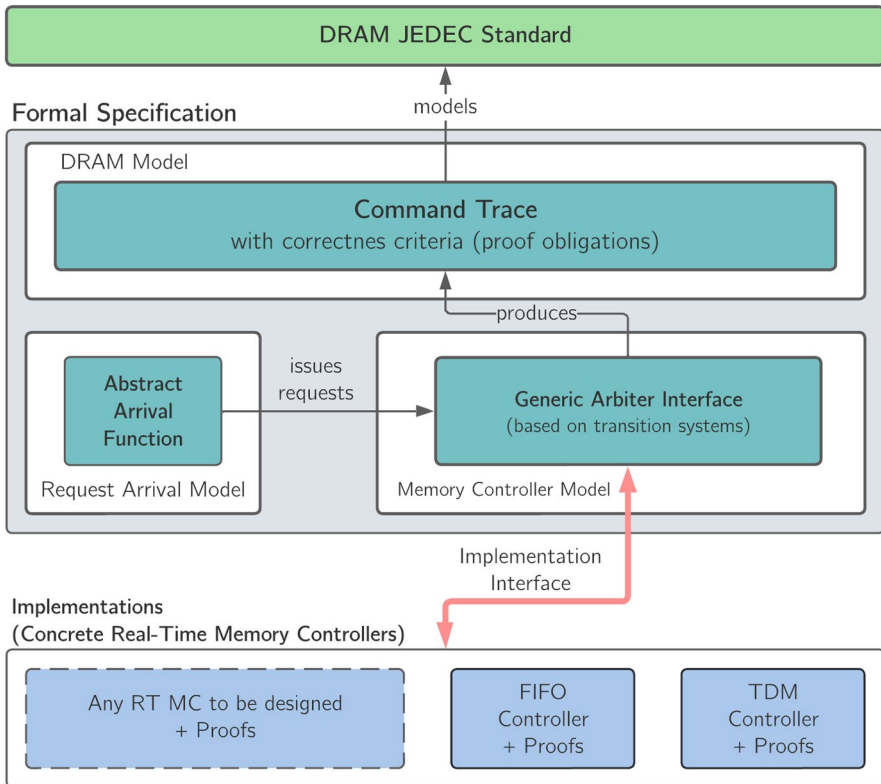 DRAM JEDEC Standard
models
Formal Specification
DRAM Model
Command Trace
with correctnes criteria (proof obligations)
produces
issues
requests
Abstract
Arrival
Function
Generic Arbiter Interface
(based on transition systems)
Request Arrival Model
Memory Controller Model
Implementation
Interface
Implementations
(Concrete Real-Time Memory Controllers)
Any RT MC to be designed
+ Proofs
FIFO
Controller
+ Proofs
TDM
Controller
+ Proofs